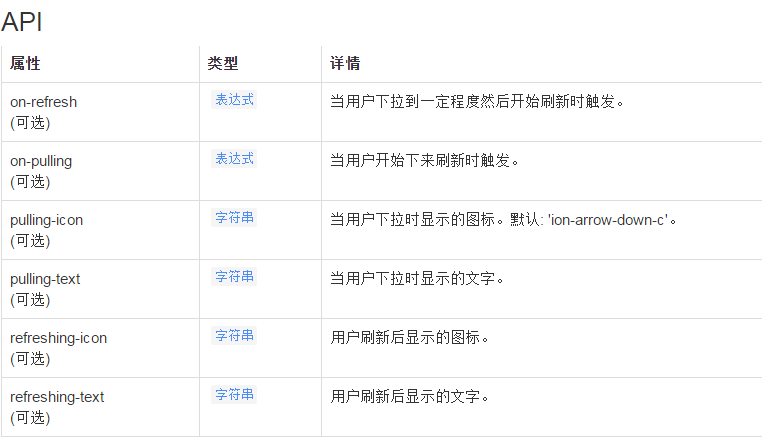 API
属性 类型 详情
on-refresh 表达式 当用户下拉到一定程度然后开始刷新时触发。
(可选)
on-pulling 表达式 当用户开始下来刷新时触发。
(可选)
pulling-icon 字符串 当用户下拉时显示的图标。默认: 'ion-arrow-down-c'。
(可选)
pulling-text 字符串 当用户下拉时显示的文字。
(可选)
refreshing-icon 字符串 用户刷新后显示的图标。
(可选)
refreshing-text 字符串 用户刷新后显示的文字。
(可选)